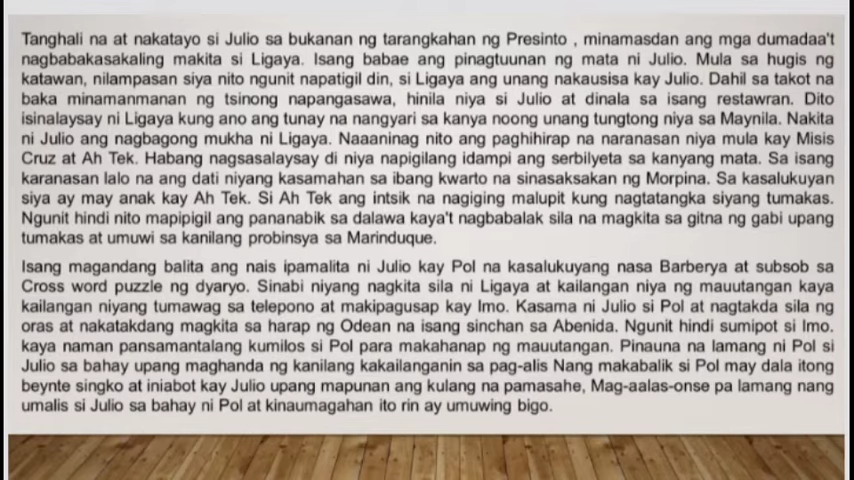 Tanghali na at nakatayo si Julio sa bukanan ng tarangkahan ng Presinto , minamasdan ang mga dumadaa't
nagbabakasakaling makita si Ligaya. Isang babae ang pinagtuunan ng mata ni Julio. Mula sa hugis ng
katawan, nilampasan siya nito ngunit napatigil din, si Ligaya ang unang nakausisa kay Julio. Dahil sa takot na
baka minamanmanan ng tsinong napangasawa, hinila niya si Julio at dinala sa isang restawran. Dito
isinalaysay ni Ligaya kung ano ang tunay na nangyari sa kanya noong unang tungtong niya sa Maynila. Nakita
ni Julio ang nagbagong mukha ni Ligaya. Naaaninag nito ang paghihirap na naranasan niya mula kay Misis
Cruz at Ah Tek. Habang nagsasalaysay di niya napigilang idampi ang serbilyeta sa kanyang mata. Sa isang
karanasan lalo na ang dati niyang kasamahan sa ibang kwarto na sinasaksakan ng Morpina. Sa kasalukuyan
siya ay may anak kay Ah Tek. Si Ah Tek ang intsik na nagiging malupit kung nagtatangka siyang tumakas.
Ngunit hindi nito mapipigil ang pananabik sa dalawa kaya't nagbabalak sila na magkita sa gitna ng gabi upang
tumakas at umuwi sa kanilang probinsya sa Marinduque.
Isang magandang balita ang nais ipamalita ni Julio kay Pol na kasalukuyang nasa Barberya at subsob sa
Cross word puzzle ng dyaryo. Sinabi niyang nagkita sila ni Ligaya at kailangan niya ng mauutangan kaya
kailangan niyang tumawag sa telepono at makipagusap kay Imo. Kasama ni Julio si Pol at nagtakda sila ng
oras at nakatakdang magkita sa harap ng Odean na isang sinchan sa Abenida. Ngunit hindi sumipot si Imo.
kaya naman pansamantalang kumilos si Pol para makahanap ng mauutangan. Pinauna na lamang ni Pol si
Julio sa bahay upang maghanda ng kanilang kakailanganin sa pag-alis Nang makabalik si Pol may dala itong
beynte singko at iniabot kay Julio upang mapunan ang kulang na pamasahe, Mag-aalas-onse pa lamang nang
umalis si Julio sa bahay ni Pol at kinaumagahan ito rin ay umuwing bigo.